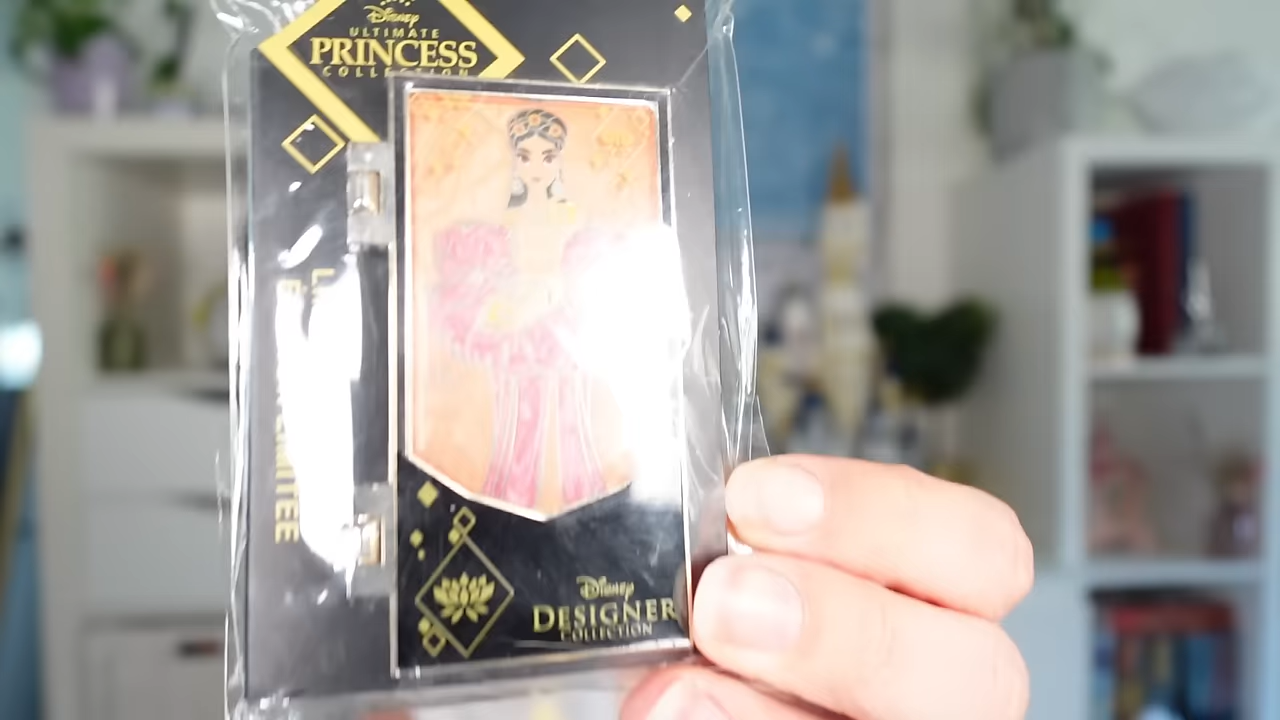 Disney
ULTIMATE
PRINCESS
COLLECTION
Disney
DESIGNER
COLLECTION